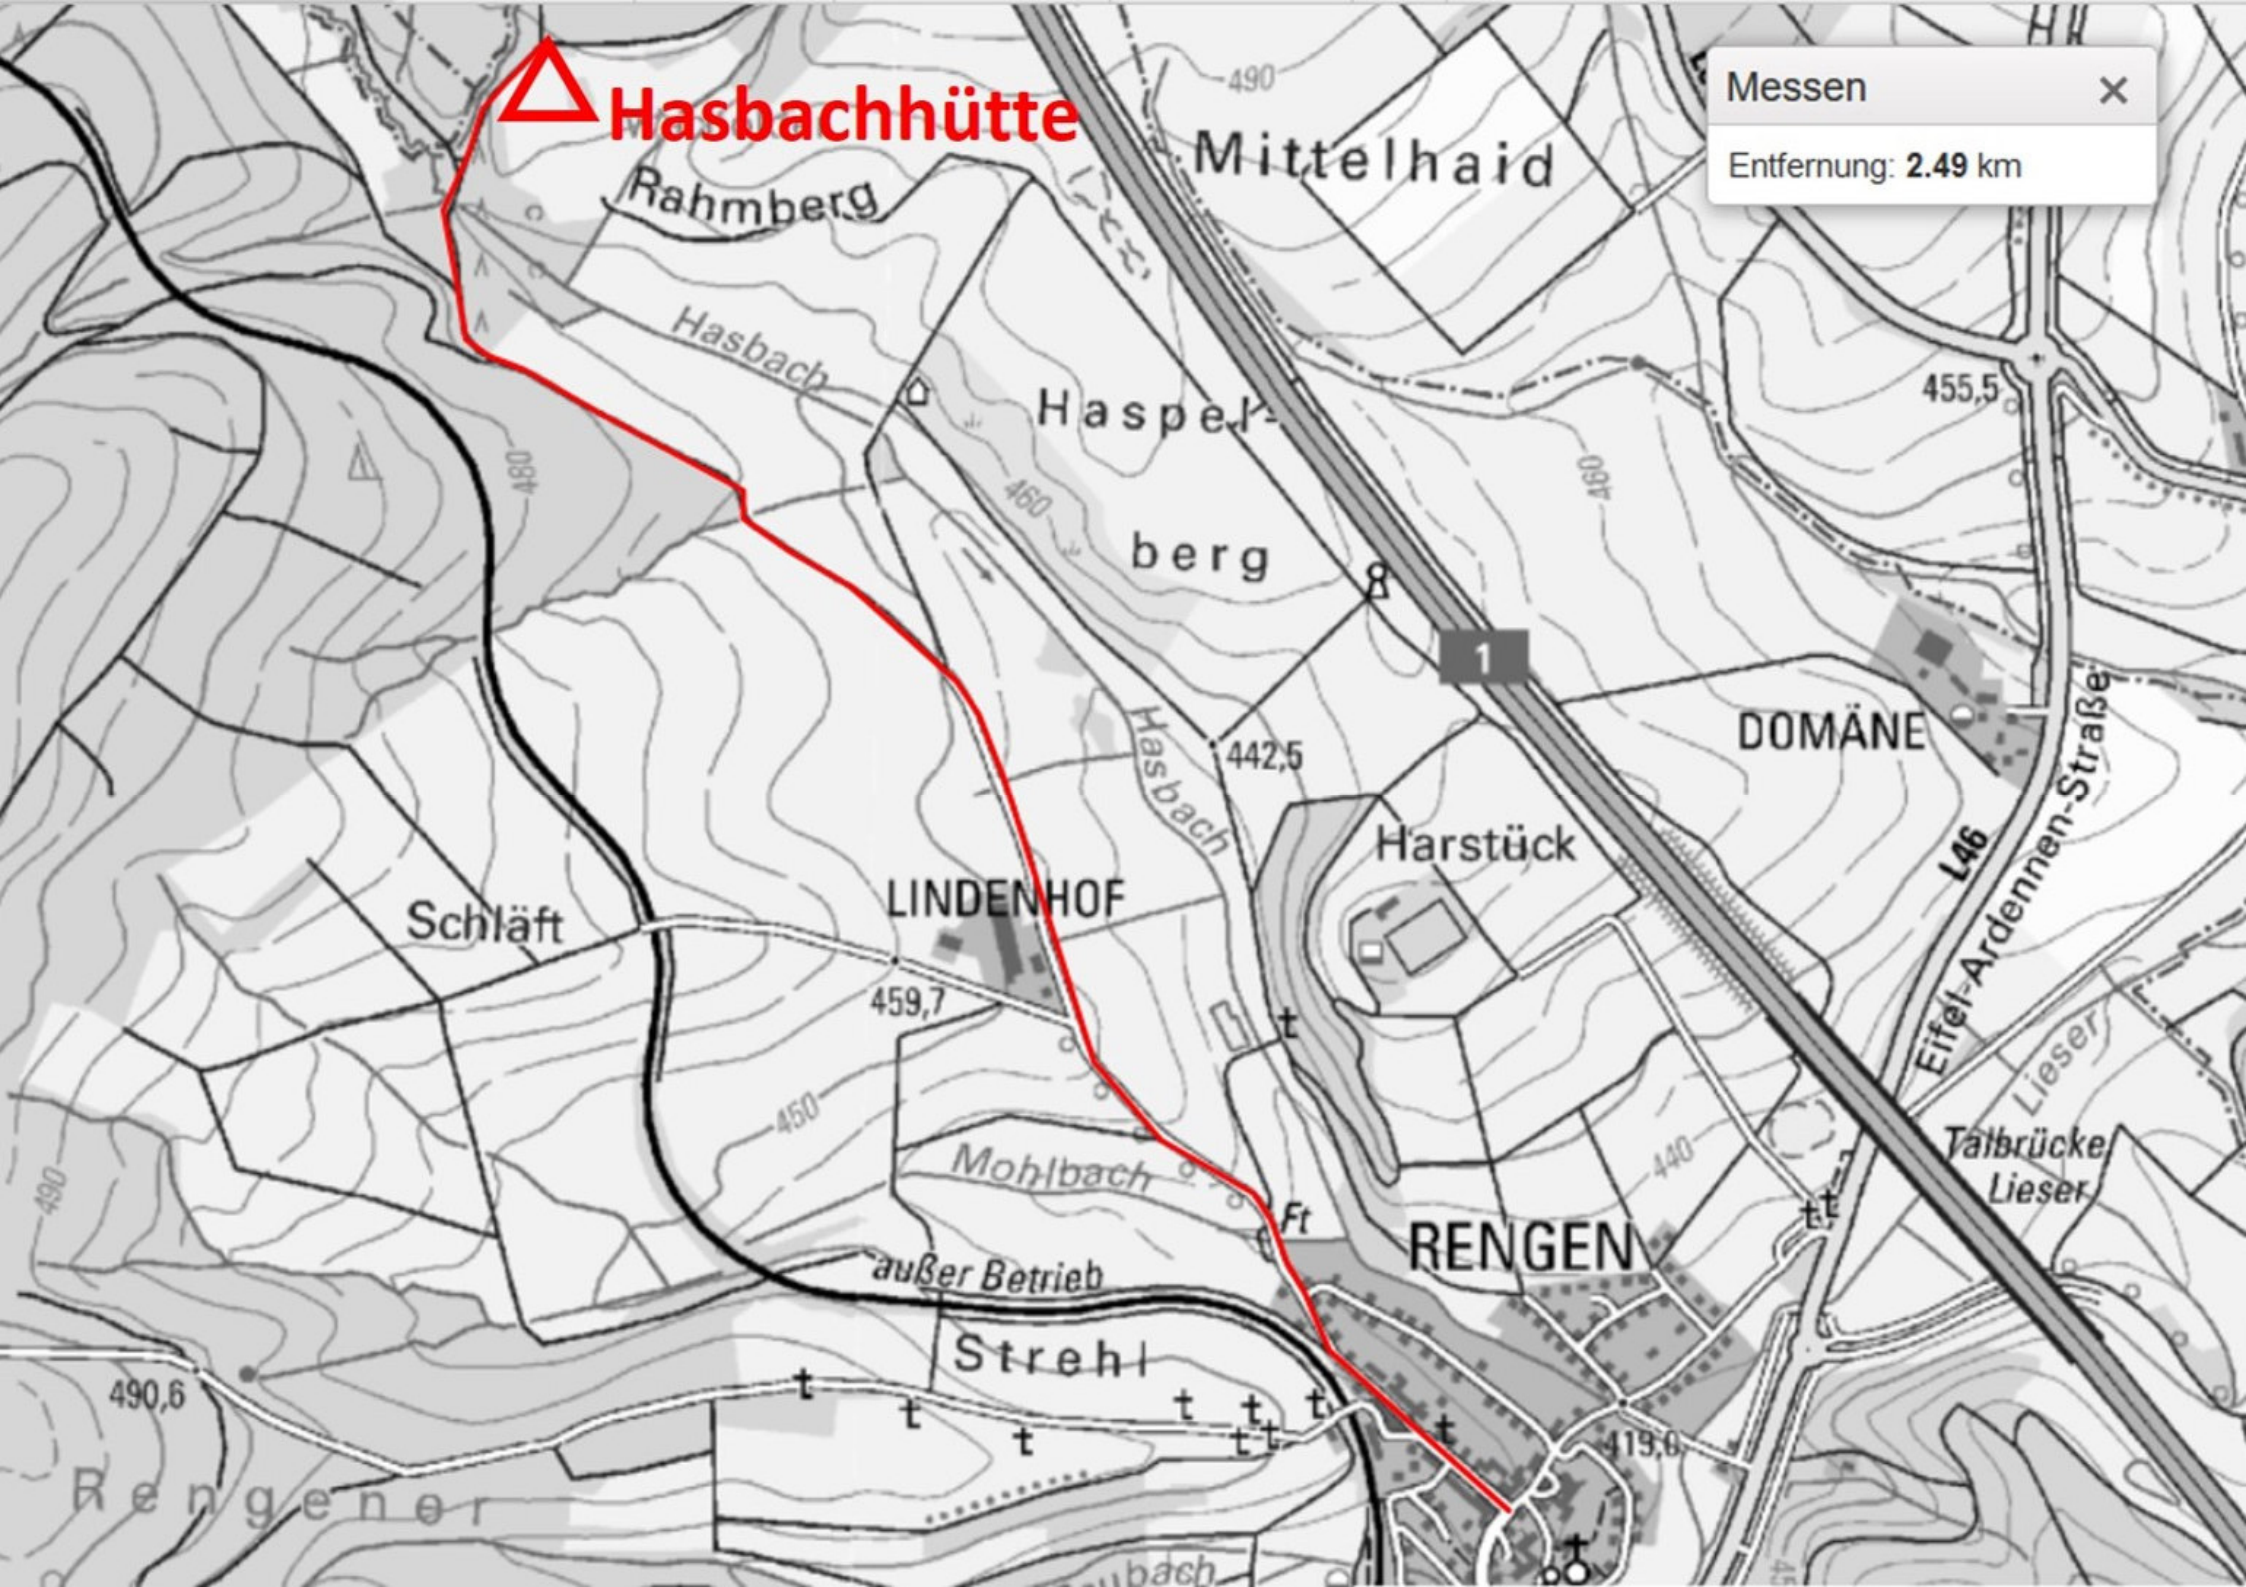 Messen
Entfernung: 2.49 km
490
Hasbachhütte
Mittelhaid
Rahmberg
Hasbach
Haspel-
455,5
480
460
460
berg
1
442,5
DOMÄNE
Hasbach
Harstück
L46
Eifel-Ardennen-Straße
LINDENHOF
Schläft
459,7
450
Lieser
Talbrücke
Lieser
Mohlbach
440
490
Ft
RENGEN
außer Betrieb
Strehl
490,6
419,0
Rengener